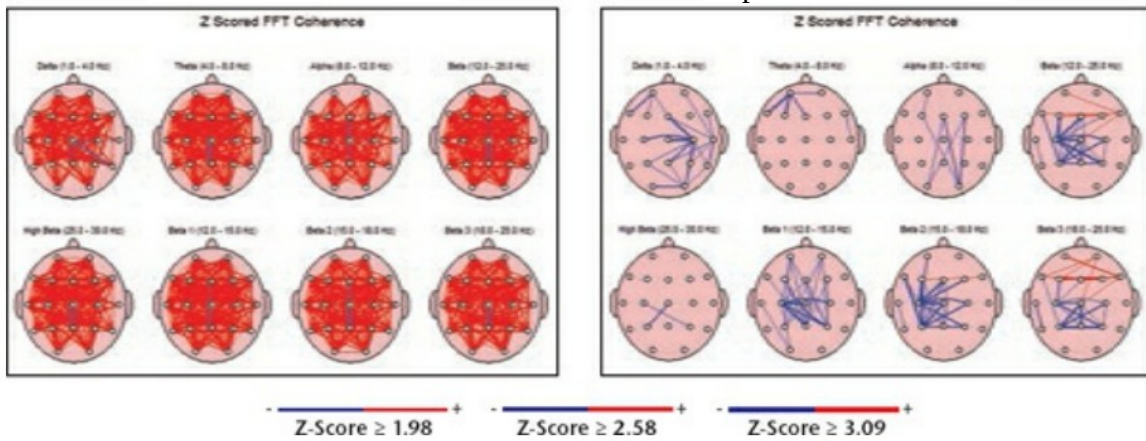 Z Scored FFT Coherence
Delta (1.0 - 4.0 Hz) Theta (4.0 - 8.0 Hz) Alpha (8.0 - 12.0 Hz) Beta (12.0 - 25.0 Hz)
High Beta (25.0 - 30.0 Hz) Beta 1 (12.0 - 15.0 Hz) Beta 2 (15.0 - 18.0 Hz) Beta 3 (18.0 - 25.0 Hz)
Z Scored FFT Coherence
Delta (1.0 - 4.0 Hz) Theta (4.0 - 8.0 Hz) Alpha (8.0 - 12.0 Hz) Beta (12.0 - 25.0 Hz)
High Beta (25.0 - 30.0 Hz) Beta 1 (12.0 - 15.0 Hz) Beta 2 (15.0 - 18.0 Hz) Beta 3 (18.0 - 25.0 Hz)
- + - + - +
Z-Score ≥ 1.98 Z-Score ≥ 2.58 Z-Score ≥ 3.09